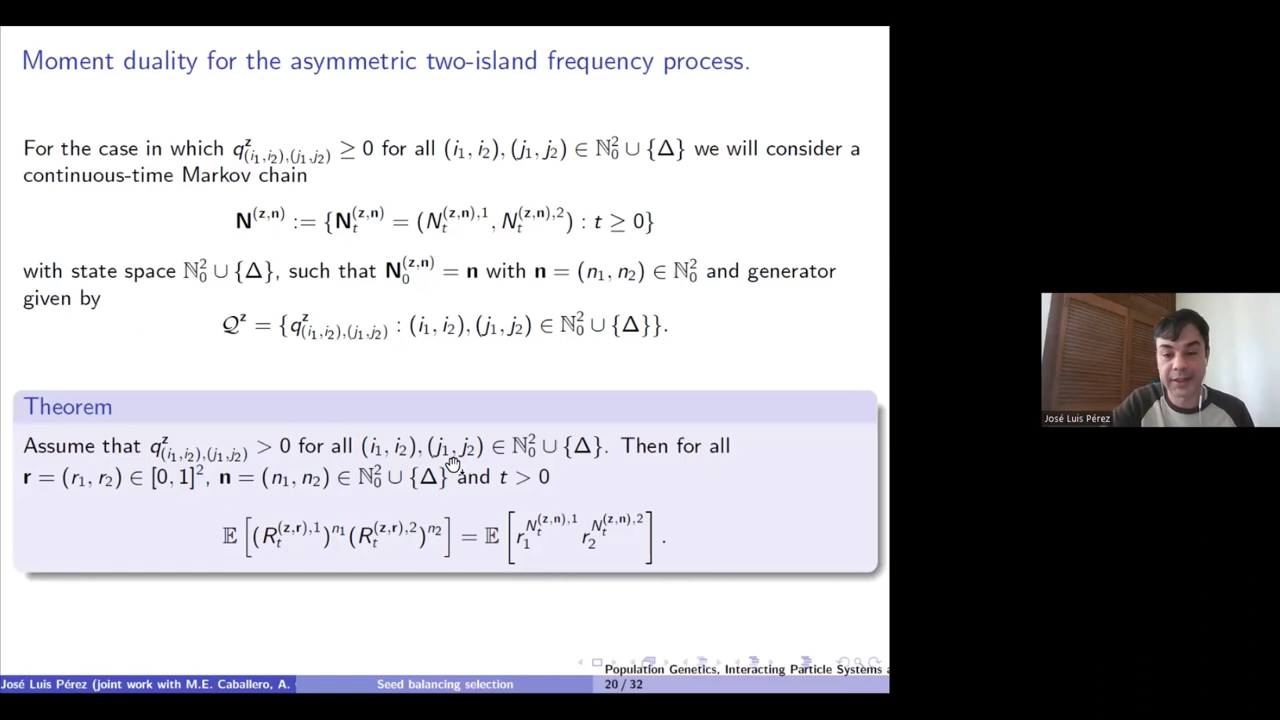 Moment duality for the asymmetric two-island frequency process.
For the case in which q^z_{(i₁,i₂),(j₁,j₂)} ≥ 0 for all (i₁, i₂), (j₁, j₂) ∈ ℕ₀² ∪ {Δ} we will consider a
continuous-time Markov chain
N^{(z,n)} := {N_t^{(z,n)} = (N_t^{(z,n),1}, N_t^{(z,n),2}) : t ≥ 0}
with state space ℕ₀² ∪ {Δ}, such that N_0^{(z,n)} = n with n = (n₁, n₂) ∈ ℕ₀² and generator
given by
𝒬^z = {q^z_{(i₁,i₂),(j₁,j₂)} : (i₁, i₂), (j₁, j₂) ∈ ℕ₀² ∪ {Δ}}.
Theorem
Assume that q^z_{(i₁,i₂),(j₁,j₂)} > 0 for all (i₁, i₂), (j₁, j₂) ∈ ℕ₀² ∪ {Δ}. Then for all
r = (r₁, r₂) ∈ [0, 1]², n = (n₁, n₂) ∈ ℕ₀² ∪ {Δ} and t > 0
𝔼[(R_t^{(z,r),1})^{n₁} (R_t^{(z,r),2})^{n₂}] = 𝔼[r₁^{N_t^{(z,n),1}} r₂^{N_t^{(z,n),2}}].
José Luis Pérez
Population Genetics, Interacting Particle Systems a
José Luis Pérez (joint work with M.E. Caballero, A. Seed balancing selection 20 / 32